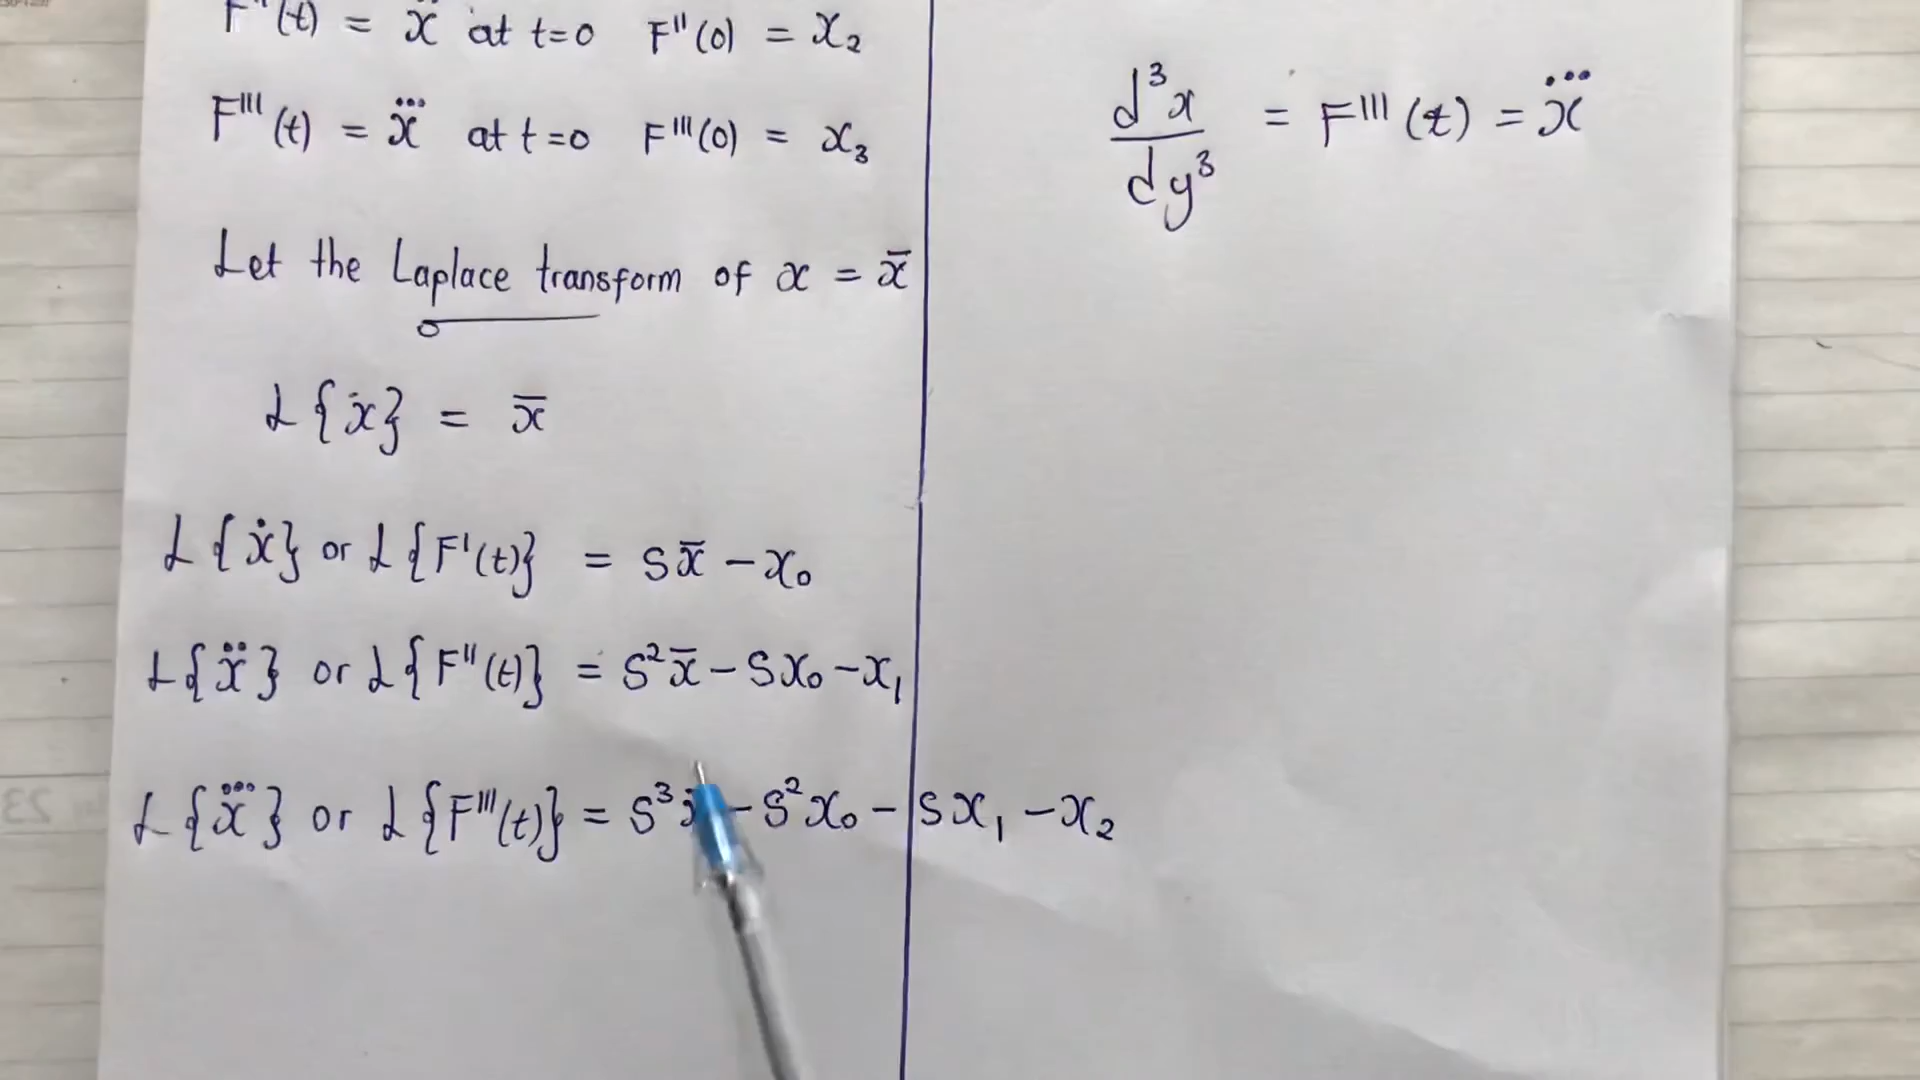 F''(t) = ẍ at t=0 F''(0) = x₂
F'''(t) = x⃛ at t=0 F'''(0) = x₃
Let the Laplace transform of x = x̄
ℒ{x} = x̄
ℒ{ẋ} or ℒ{F'(t)} = Sx̄ − x₀
ℒ{ẍ} or ℒ{F''(t)} = S²x̄ − Sx₀ − x₁
ℒ{x⃛} or ℒ{F'''(t)} = S³x̄ − S²x₀ − Sx₁ − x₂
d³x/dy³ = F'''(t) = x⃛